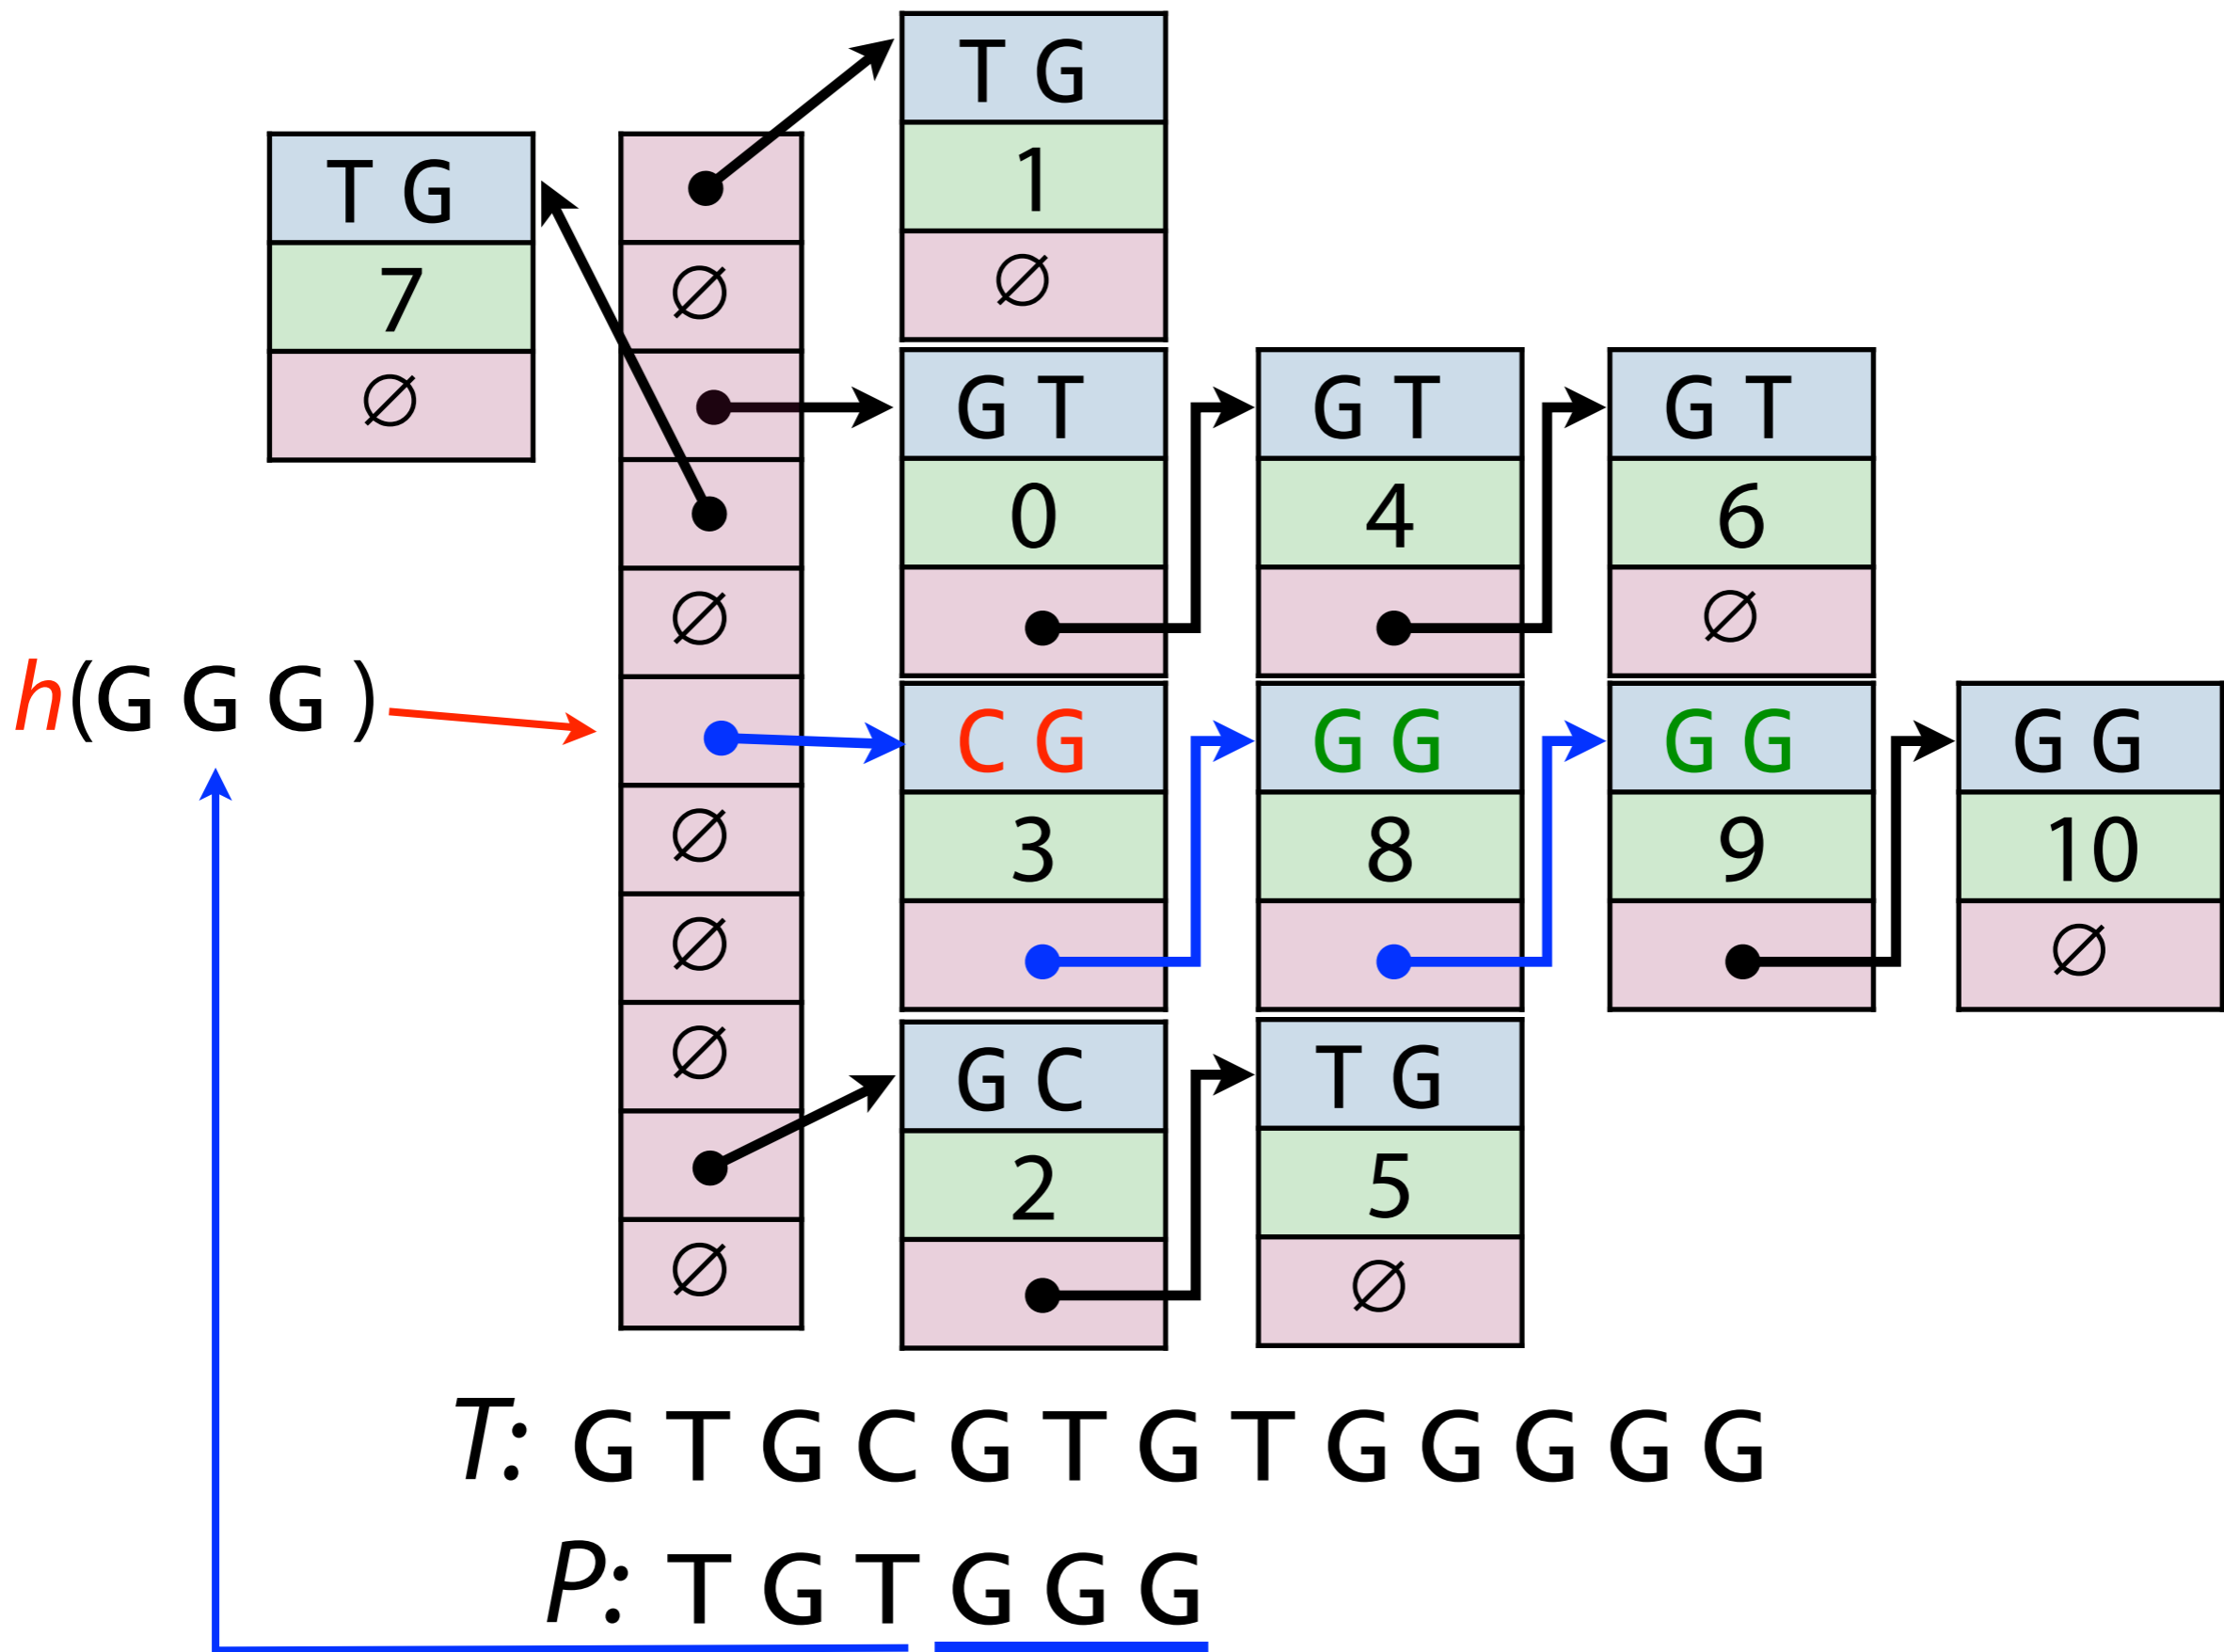 T G
T G 1
7 ∅ ∅
∅ G T G T G T
0 4 6
∅ ∅
h(G G G) C G G G G G G G
∅ 3 8 9 10
∅ ∅
∅ G C T G
2 5
∅ ∅
T: G T G C G T G T G G G G G
P: T G T G G G